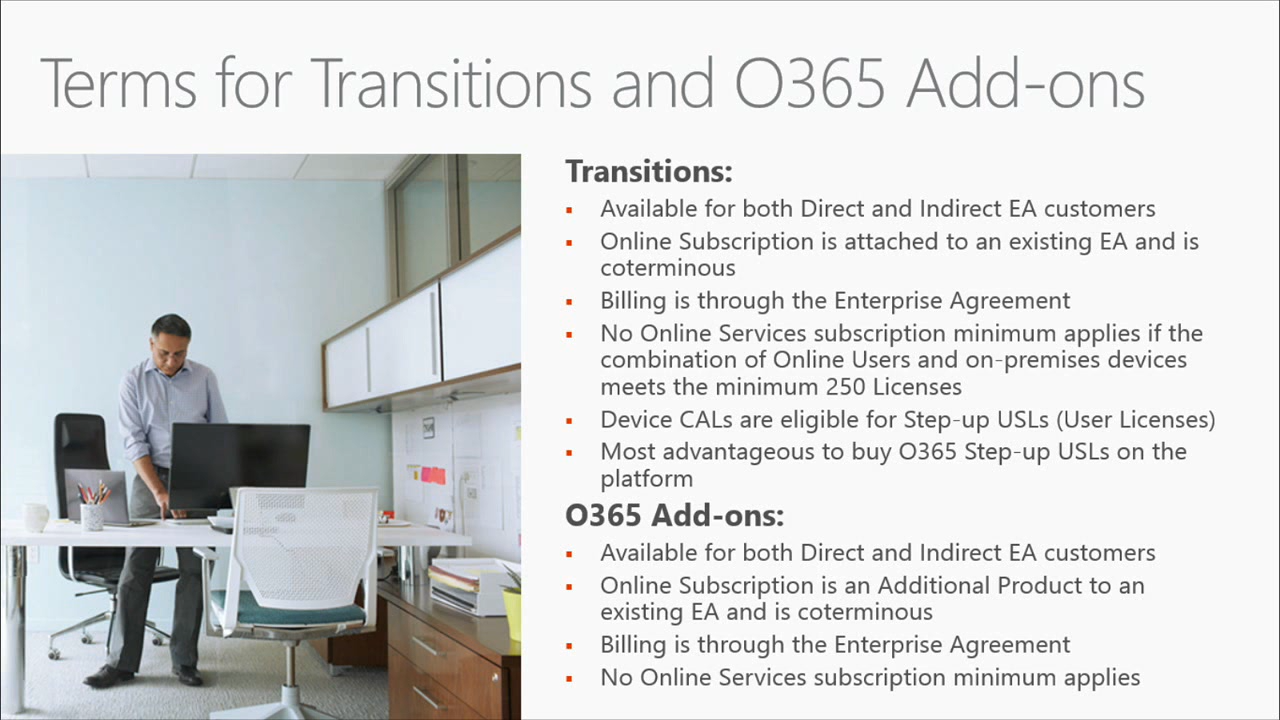 Terms for Transitions and O365 Add-ons
Transitions:
▪ Available for both Direct and Indirect EA customers
▪ Online Subscription is attached to an existing EA and is
coterminous
▪ Billing is through the Enterprise Agreement
▪ No Online Services subscription minimum applies if the
combination of Online Users and on-premises devices
meets the minimum 250 Licenses
▪ Device CALs are eligible for Step-up USLs (User Licenses)
▪ Most advantageous to buy O365 Step-up USLs on the
platform
O365 Add-ons:
▪ Available for both Direct and Indirect EA customers
▪ Online Subscription is an Additional Product to an
existing EA and is coterminous
▪ Billing is through the Enterprise Agreement
▪ No Online Services subscription minimum applies